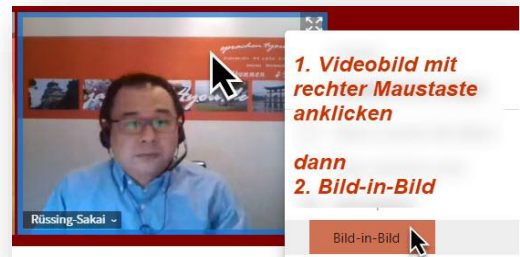 1. Videobild mit
rechter Maustaste
anklicken
dann
2. Bild-in-Bild
Rüssing-Sakai
Bild-in-Bild